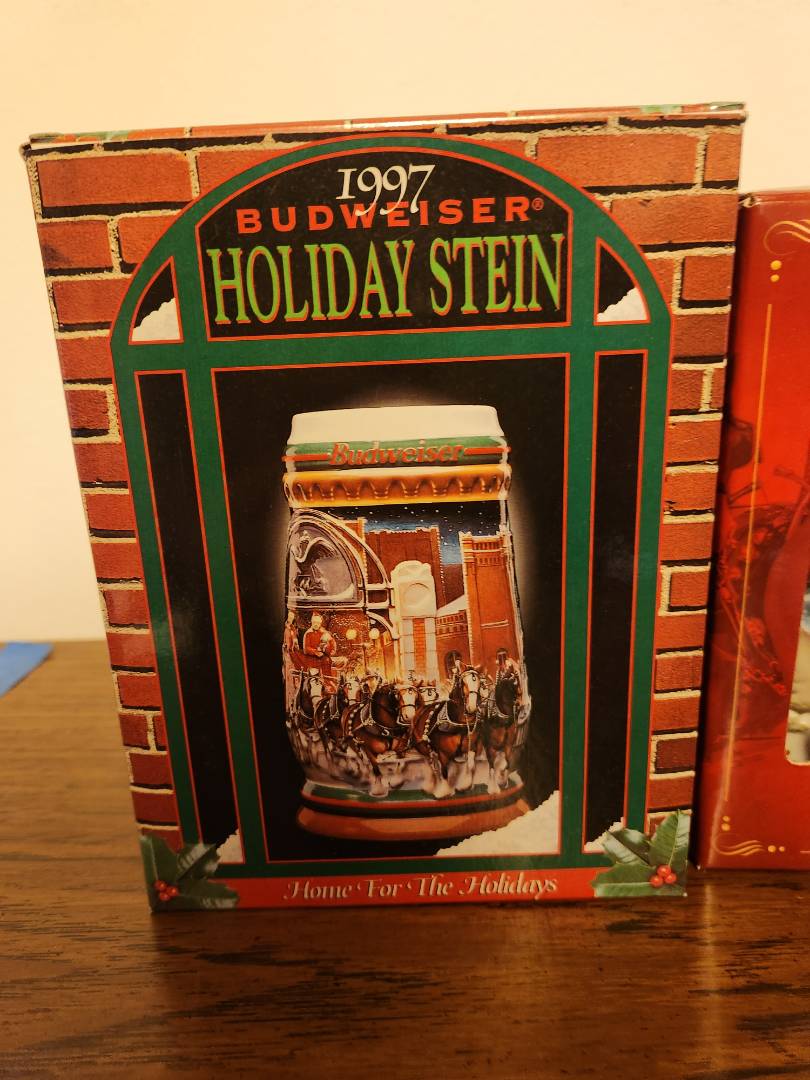 1997
BUDWEISER®
HOLIDAY STEIN
Budweiser
Home For The Holidays